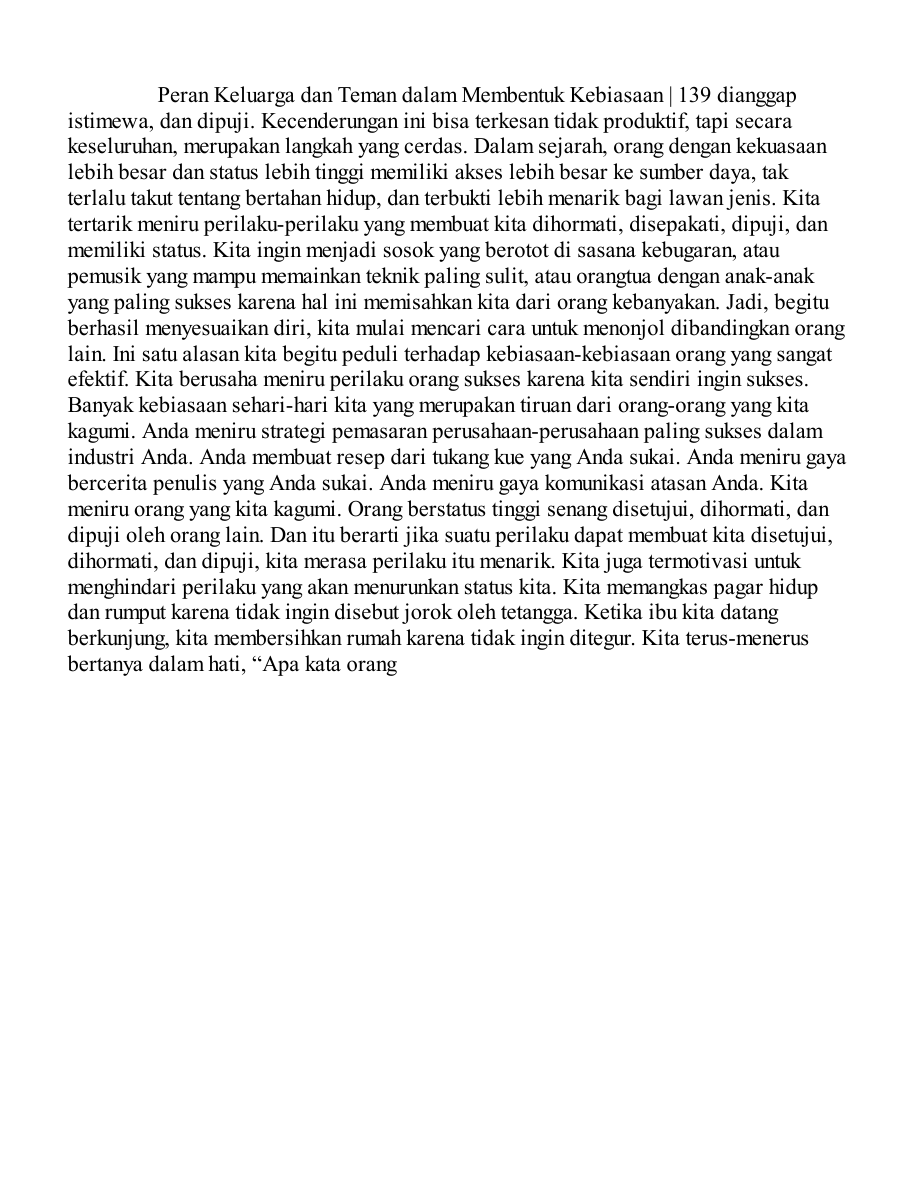 Peran Keluarga dan Teman dalam Membentuk Kebiasaan | 139 dianggap
istimewa, dan dipuji. Kecenderungan ini bisa terkesan tidak produktif, tapi secara
keseluruhan, merupakan langkah yang cerdas. Dalam sejarah, orang dengan kekuasaan
lebih besar dan status lebih tinggi memiliki akses lebih besar ke sumber daya, tak
terlalu takut tentang bertahan hidup, dan terbukti lebih menarik bagi lawan jenis. Kita
tertarik meniru perilaku-perilaku yang membuat kita dihormati, disepakati, dipuji, dan
memiliki status. Kita ingin menjadi sosok yang berotot di sasana kebugaran, atau
pemusik yang mampu memainkan teknik paling sulit, atau orangtua dengan anak-anak
yang paling sukses karena hal ini memisahkan kita dari orang kebanyakan. Jadi, begitu
berhasil menyesuaikan diri, kita mulai mencari cara untuk menonjol dibandingkan orang
lain. Ini satu alasan kita begitu peduli terhadap kebiasaan-kebiasaan orang yang sangat
efektif. Kita berusaha meniru perilaku orang sukses karena kita sendiri ingin sukses.
Banyak kebiasaan sehari-hari kita yang merupakan tiruan dari orang-orang yang kita
kagumi. Anda meniru strategi pemasaran perusahaan-perusahaan paling sukses dalam
industri Anda. Anda membuat resep dari tukang kue yang Anda sukai. Anda meniru gaya
bercerita penulis yang Anda sukai. Anda meniru gaya komunikasi atasan Anda. Kita
meniru orang yang kita kagumi. Orang berstatus tinggi senang disetujui, dihormati, dan
dipuji oleh orang lain. Dan itu berarti jika suatu perilaku dapat membuat kita disetujui,
dihormati, dan dipuji, kita merasa perilaku itu menarik. Kita juga termotivasi untuk
menghindari perilaku yang akan menurunkan status kita. Kita memangkas pagar hidup
dan rumput karena tidak ingin disebut jorok oleh tetangga. Ketika ibu kita datang
berkunjung, kita membersihkan rumah karena tidak ingin ditegur. Kita terus-menerus
bertanya dalam hati, “Apa kata orang